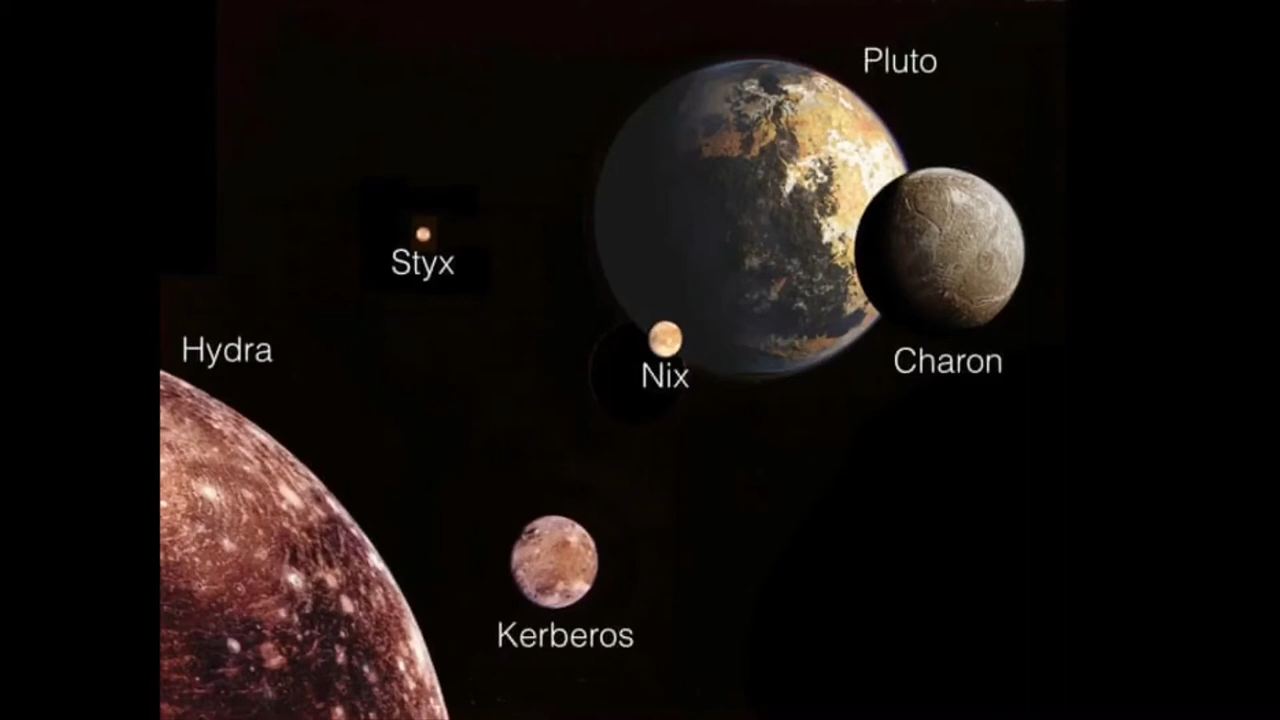 Pluto
Styx
Hydra
Charon
Nix
Kerberos